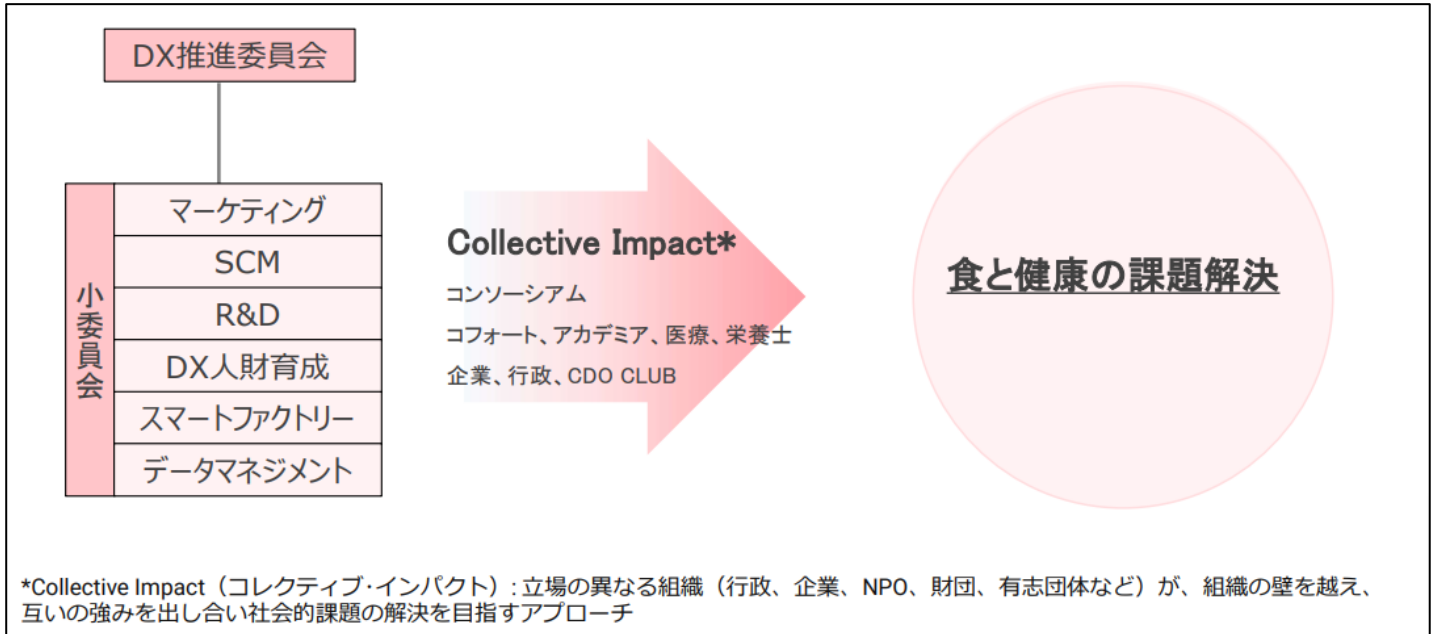 DX推進委員会
小委員会
マーケティング
SCM
R&D
DX人財育成
スマートファクトリー
データマネジメント
Collective Impact*
コンソーシアム
コフォート、アカデミア、医療、栄養士
企業、行政、CDO CLUB
食と健康の課題解決
*Collective Impact（コレクティブ・インパクト）: 立場の異なる組織（行政、企業、NPO、財団、有志団体など）が、組織の壁を越え、
互いの強みを出し合い社会的課題の解決を目指すアプローチ